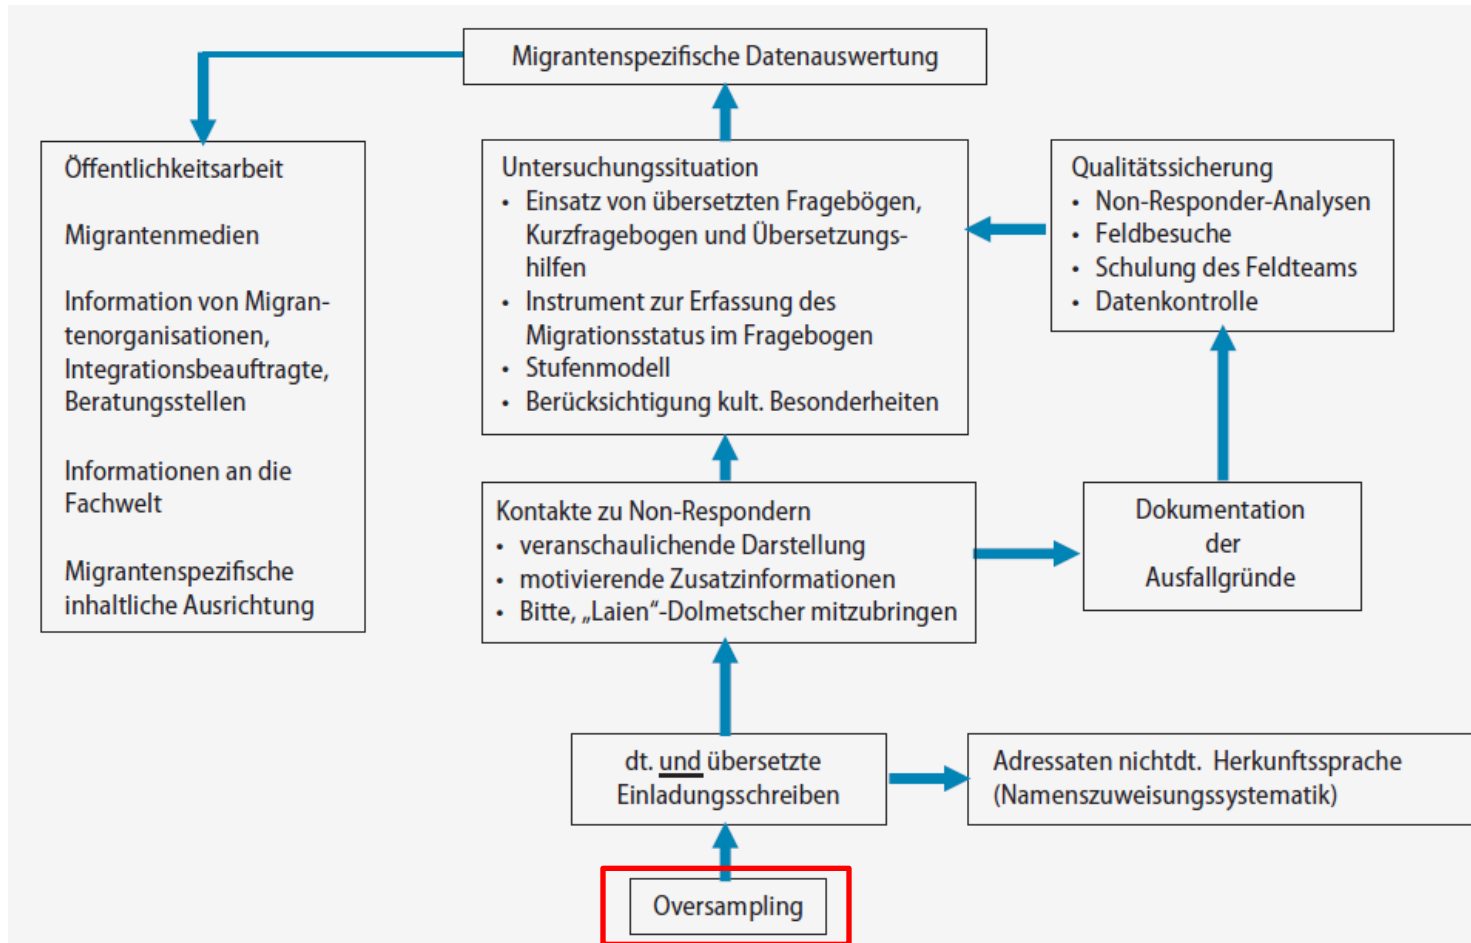 Migrantenspezifische Datenauswertung
Öffentlichkeitsarbeit
Migrantenmedien
Information von Migran-
tenorganisationen,
Integrationsbeauftragte,
Beratungsstellen
Informationen an die
Fachwelt
Migrantenspezifische
inhaltliche Ausrichtung
Untersuchungssituation
• Einsatz von übersetzten Fragebögen,
Kurzfragebogen und Übersetzungs-
hilfen
• Instrument zur Erfassung des
Migrationsstatus im Fragebogen
• Stufenmodell
• Berücksichtigung kult. Besonderheiten
Qualitätssicherung
• Non-Responder-Analysen
• Feldbesuche
• Schulung des Feldteams
• Datenkontrolle
Kontakte zu Non-Respondern
• veranschaulichende Darstellung
• motivierende Zusatzinformationen
• Bitte, „Laien“-Dolmetscher mitzubringen
Dokumentation
der
Ausfallgründe
dt. und übersetzte
Einladungsschreiben
Adressaten nichtdt. Herkunftssprache
(Namenszuweisungssystematik)
Oversampling